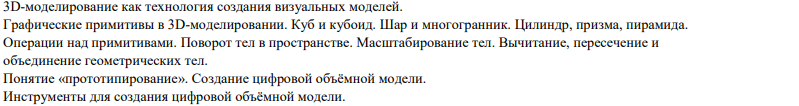 3D-моделирование как технология создания визуальных моделей.
Графические примитивы в 3D-моделировании. Куб и кубоид. Шар и многогранник. Цилиндр, призма, пирамида.
Операции над примитивами. Поворот тел в пространстве. Масштабирование тел. Вычитание, пересечение и
объединение геометрических тел.
Понятие «прототипирование». Создание цифровой объёмной модели.
Инструменты для создания цифровой объёмной модели.